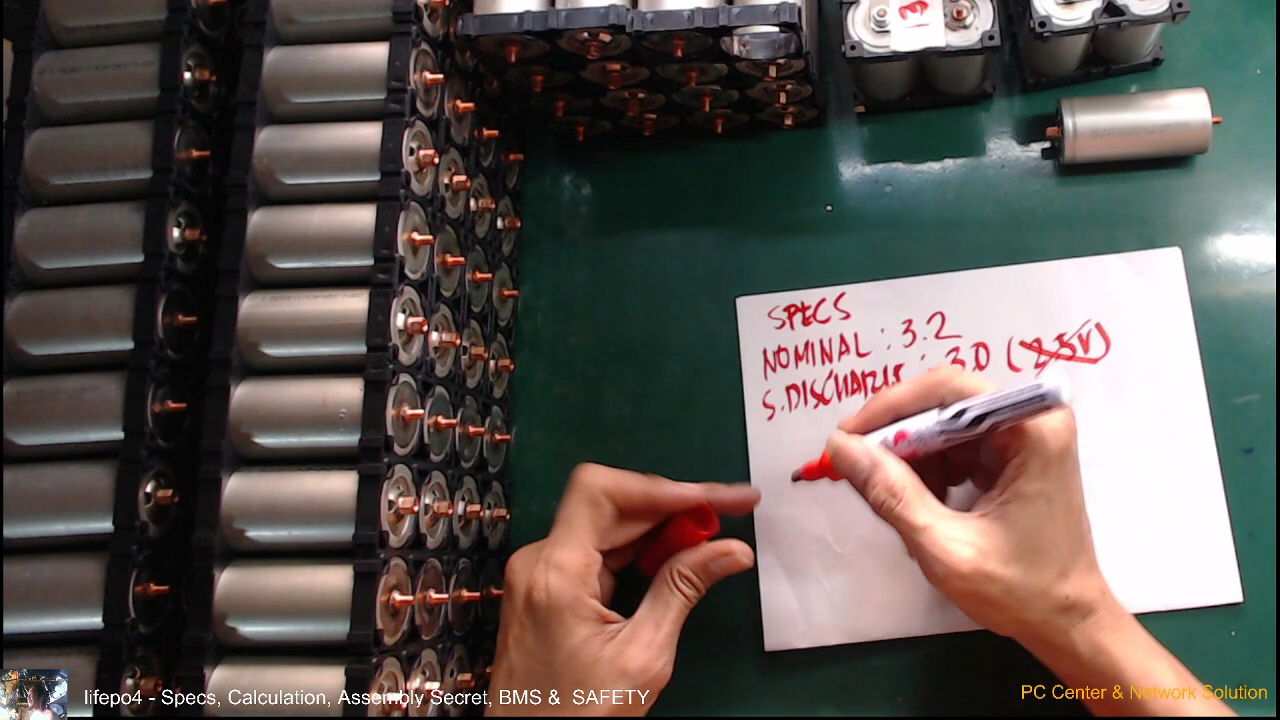 13
SPECS
NOMINAL : 3.2
S.DISCHARGE : 3.0 (2.5V)
lifepo4 - Specs, Calculation, Assembly Secret, BMS & SAFETY
PC Center & Network Solution